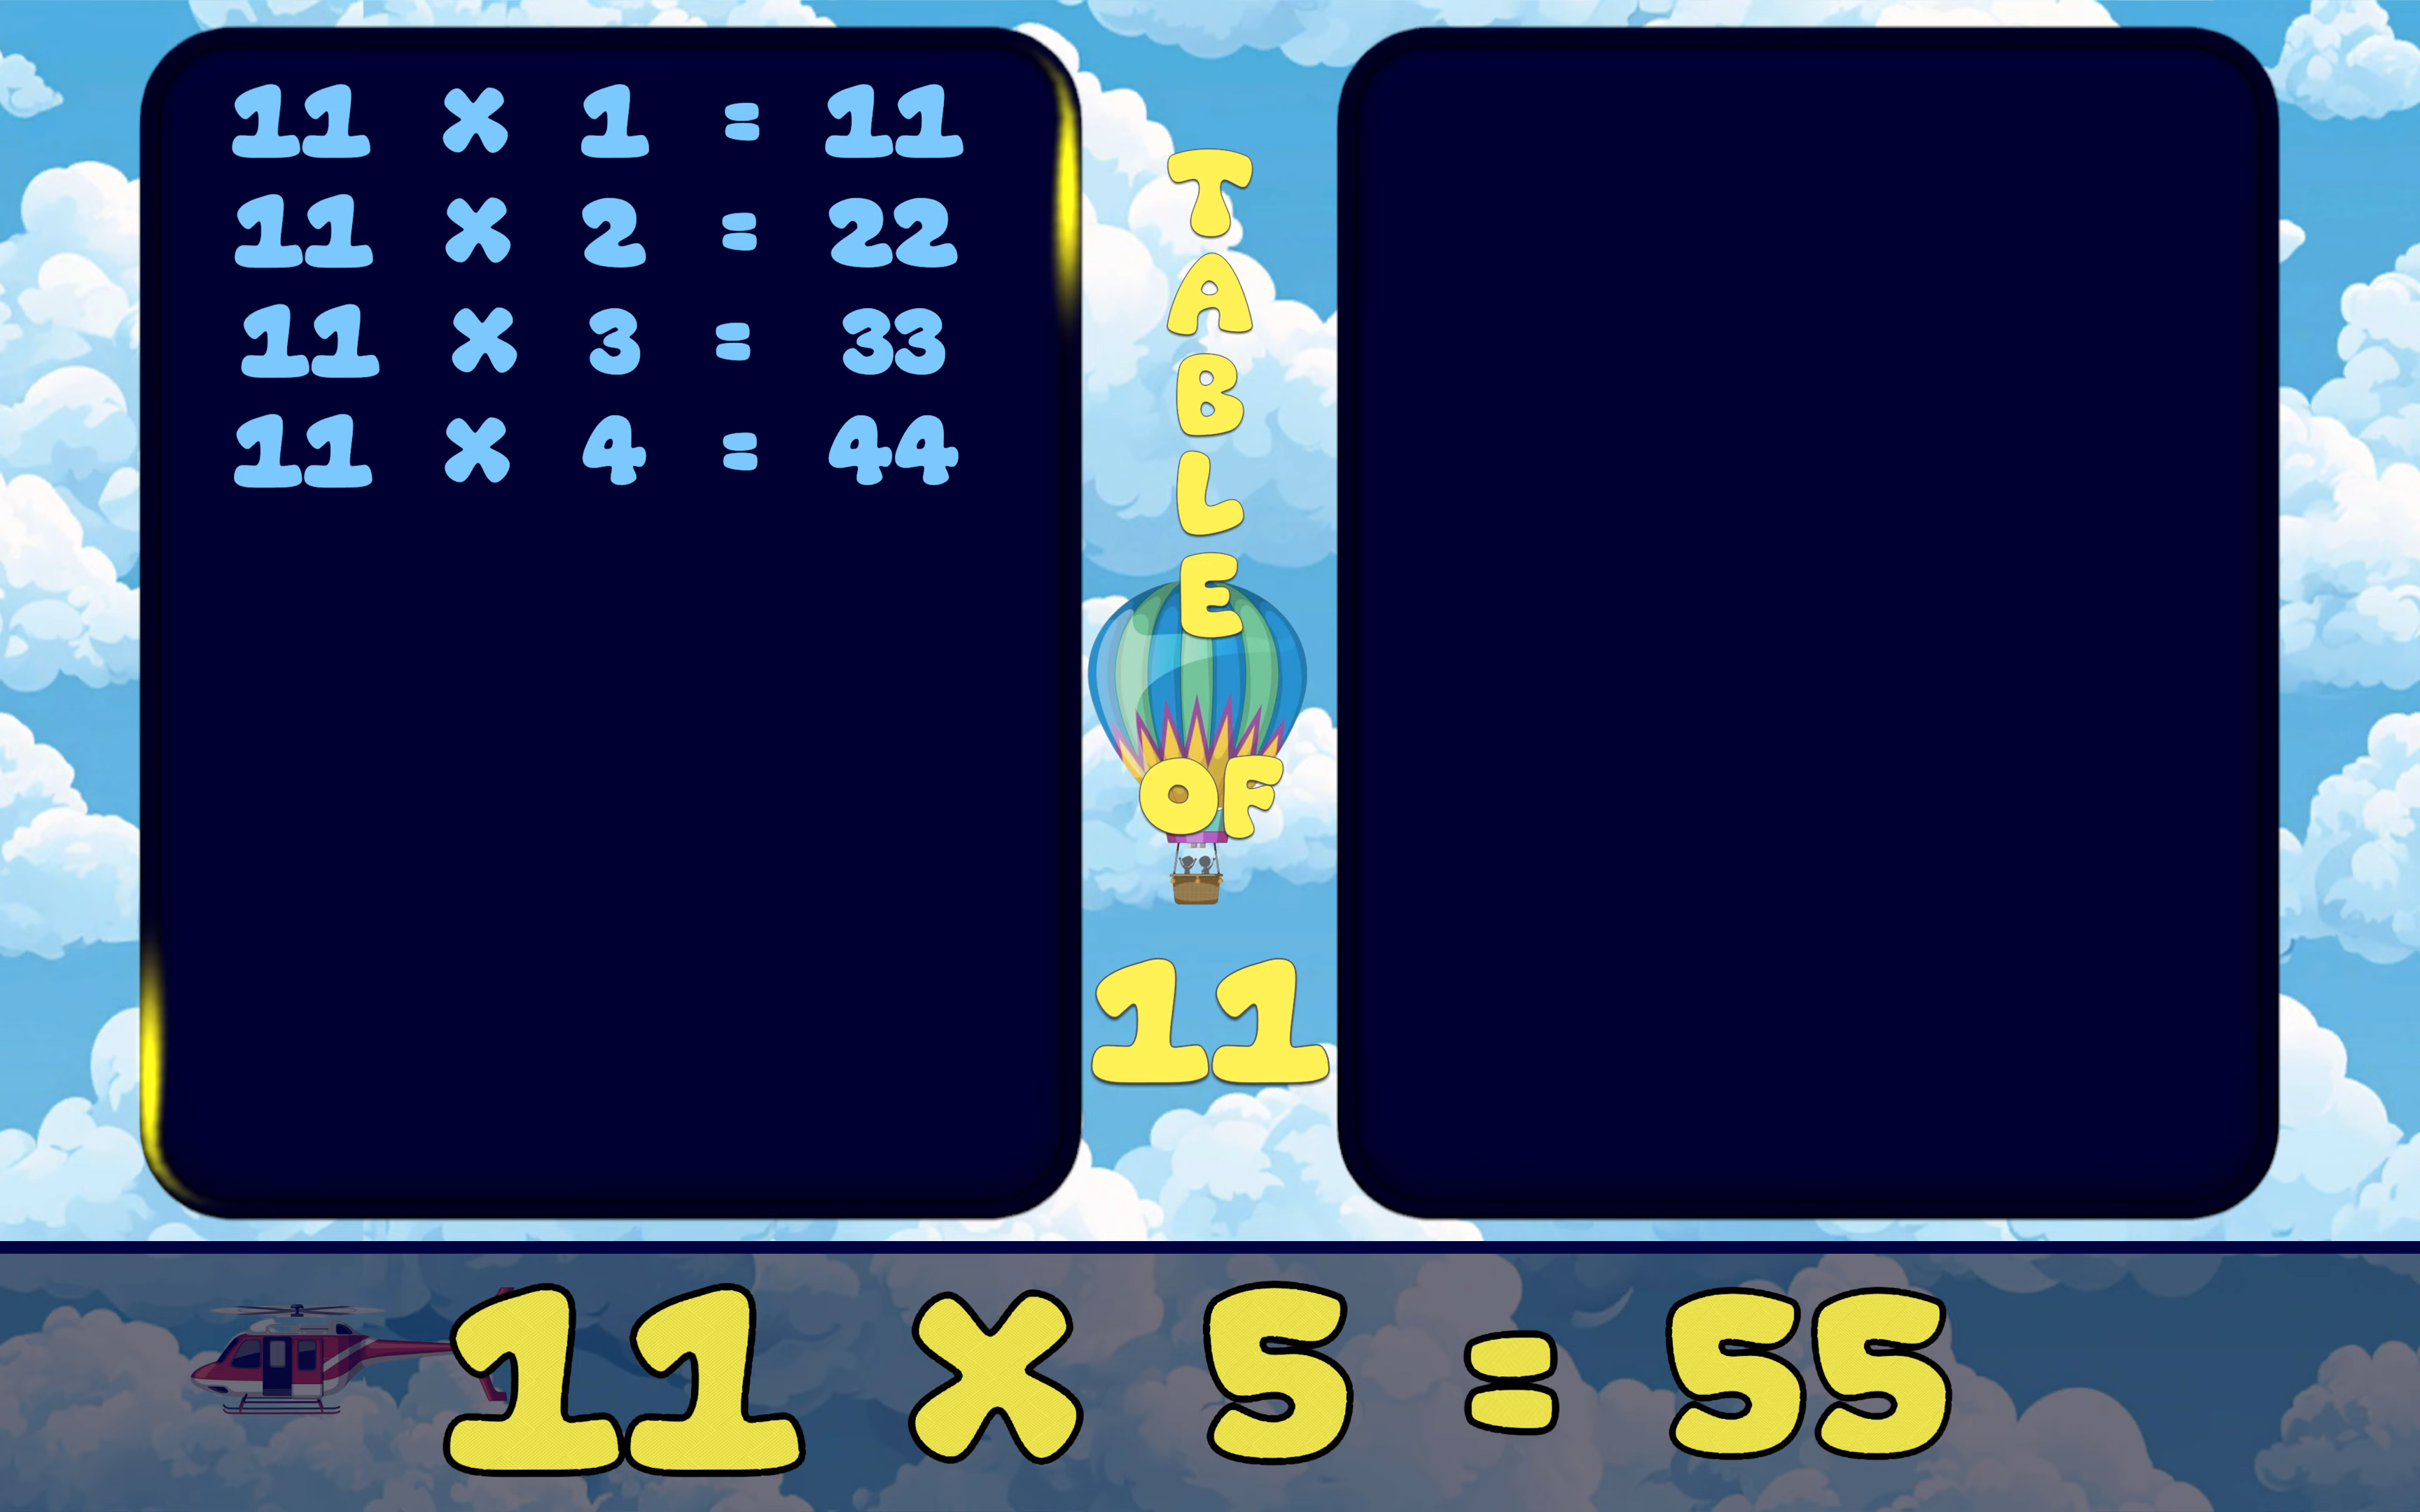 11 x 1 = 11
11 x 2 = 22
11 x 3 = 33
11 x 4 = 44
TABLE
OF
11
11 x 5 = 55